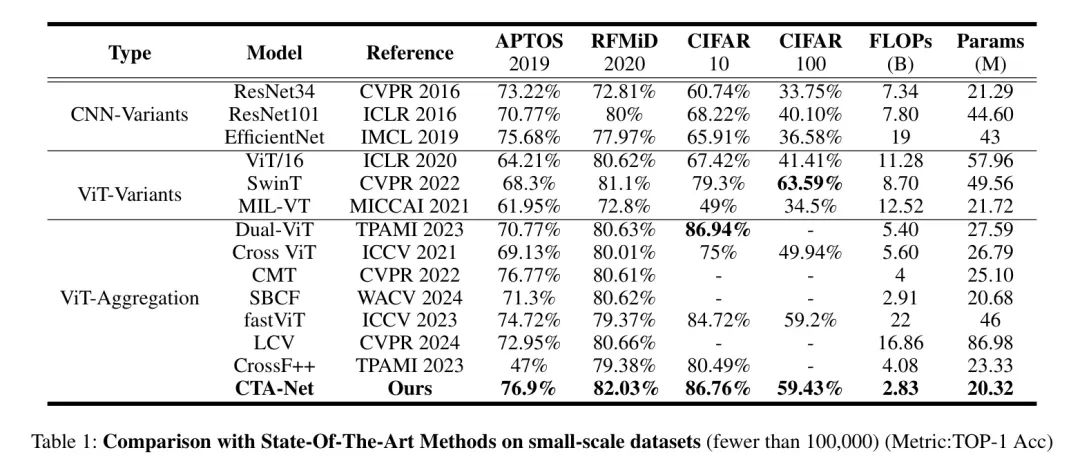 Type Model Reference APTOS 2019 RFMiD 2020 CIFAR 10 CIFAR 100 FLOPs (B) Params (M)
CNN-Variants ResNet34 CVPR 2016 73.22% 72.81% 60.74% 33.75% 7.34 21.29
ResNet101 ICLR 2016 70.77% 80% 68.22% 40.10% 7.80 44.60
EfficientNet IMCL 2019 75.68% 77.97% 65.91% 36.58% 19 43
ViT-Variants ViT/16 ICLR 2020 64.21% 80.62% 67.42% 41.41% 11.28 57.96
SwinT CVPR 2022 68.3% 81.1% 79.3% 63.59% 8.70 49.56
MIL-VT MICCAI 2021 61.95% 72.8% 49% 34.5% 12.52 21.72
ViT-Aggregation Dual-ViT TPAMI 2023 70.77% 80.63% 86.94% - 5.40 27.59
Cross ViT ICCV 2021 69.13% 80.01% 75% 49.94% 5.60 26.79
CMT CVPR 2022 76.77% 80.61% - - 4 25.10
SBCF WACV 2024 71.3% 80.62% - - 2.91 20.68
fastViT ICCV 2023 74.72% 79.37% 84.72% 59.2% 22 46
LCV CVPR 2024 72.95% 80.66% - - 16.86 86.98
CrossF++ TPAMI 2023 47% 79.38% 80.49% - 4.08 23.33
CTA-Net Ours 76.9% 82.03% 86.76% 59.43% 2.83 20.32
Table 1: Comparison with State-Of-The-Art Methods on small-scale datasets (fewer than 100,000) (Metric:TOP-1 Acc)